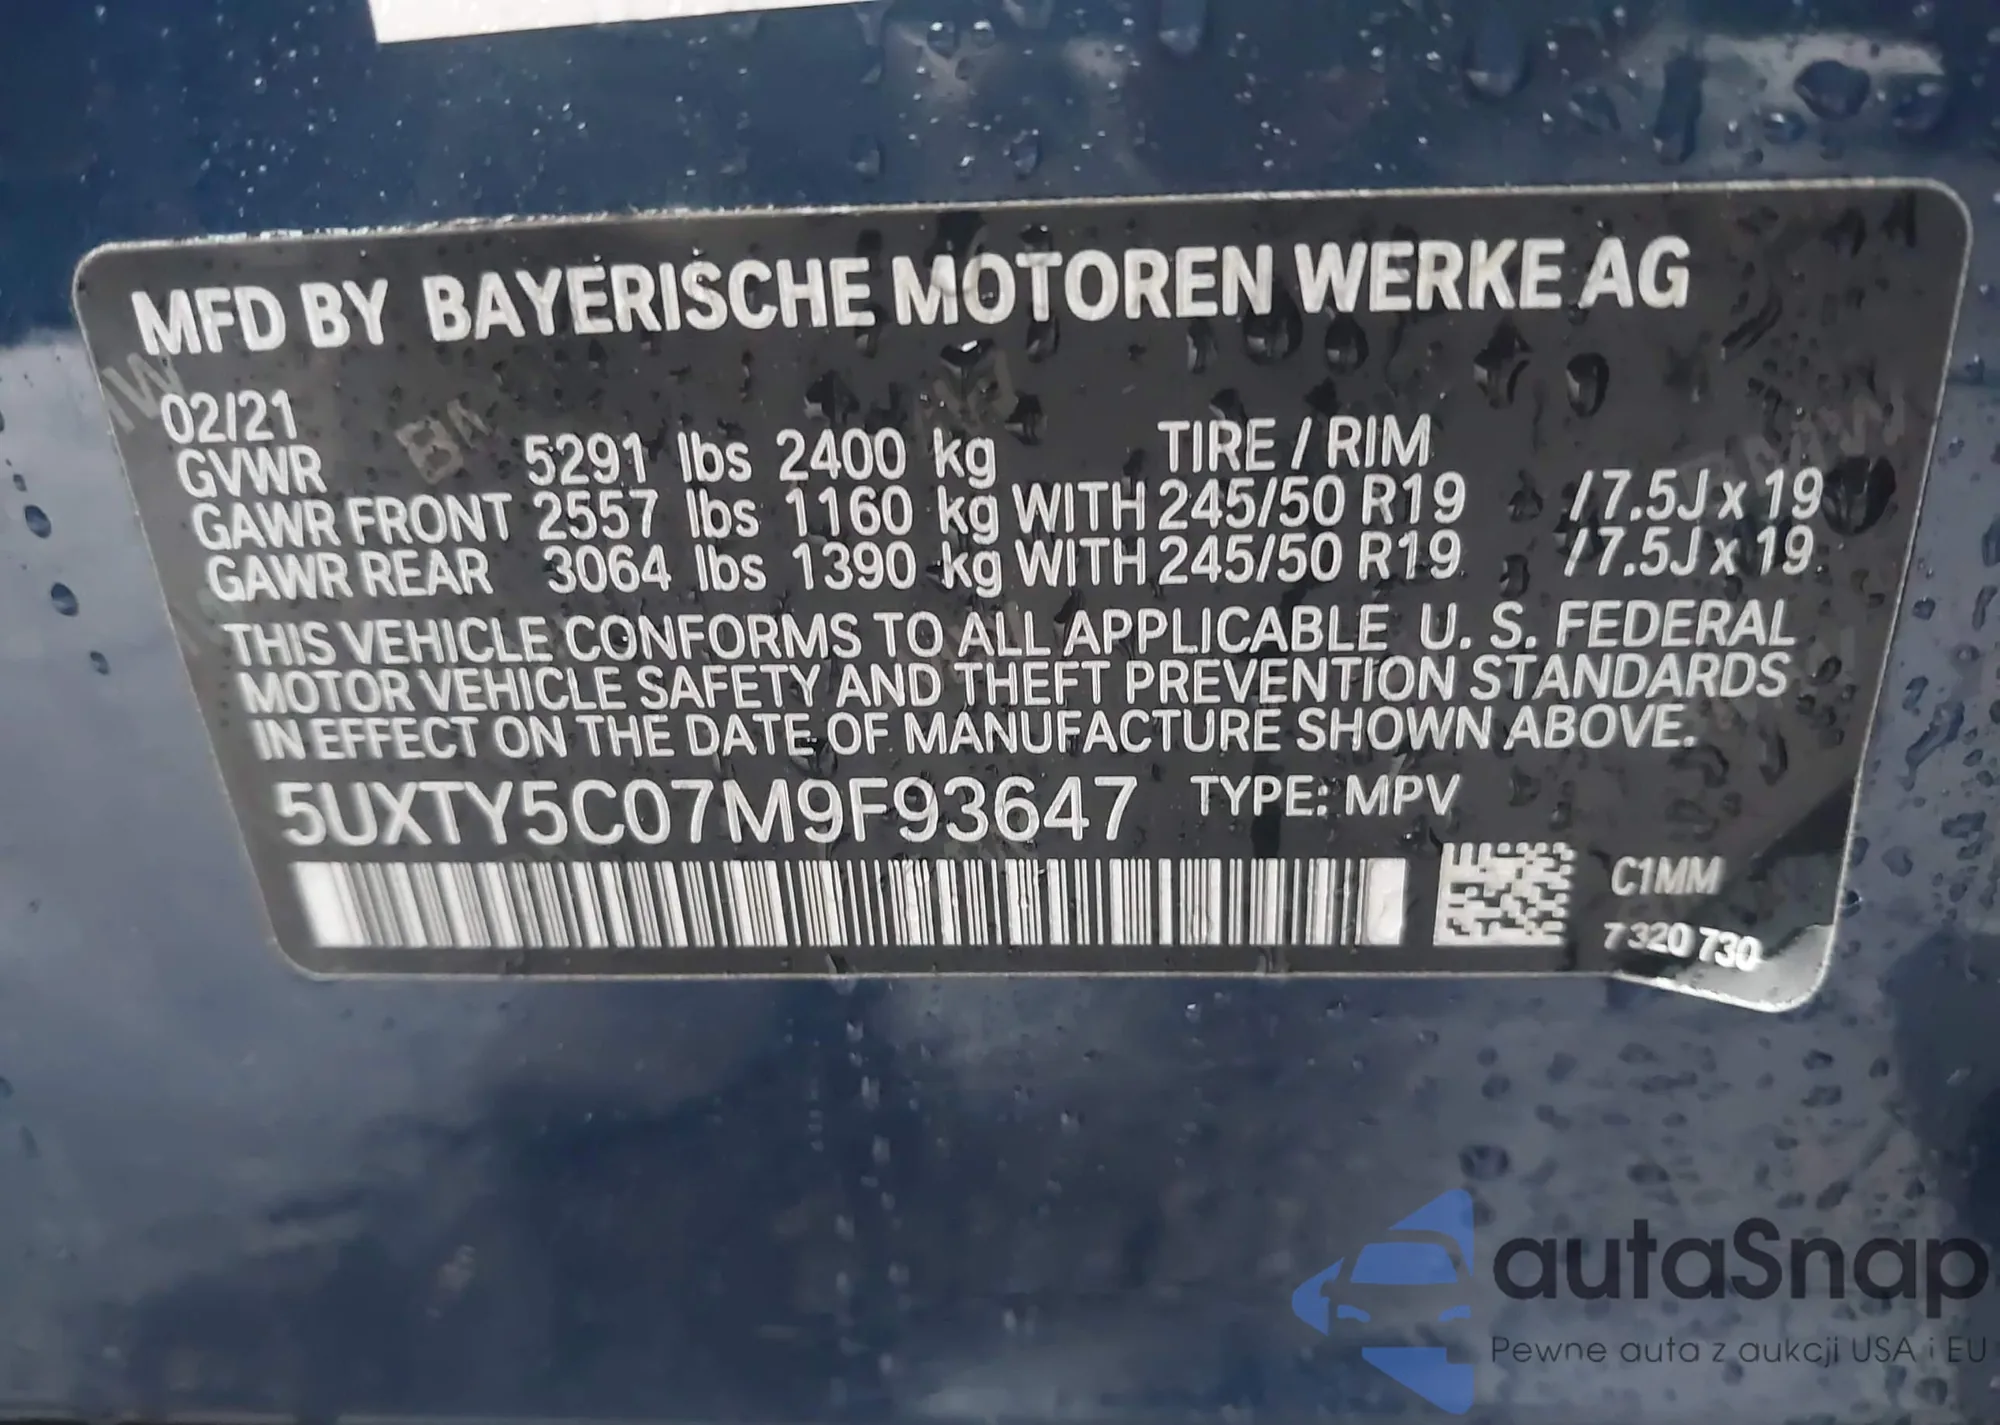 MFD BY BAYERISCHE MOTOREN WERKE AG
02/21
GVWR 5291 lbs 2400 kg TIRE / RIM
GAWR FRONT 2557 lbs 1160 kg WITH 245/50 R19 /7.5J x 19
GAWR REAR 3064 lbs 1390 kg WITH 245/50 R19 /7.5J x 19
THIS VEHICLE CONFORMS TO ALL APPLICABLE U. S. FEDERAL
MOTOR VEHICLE SAFETY AND THEFT PREVENTION STANDARDS
IN EFFECT ON THE DATE OF MANUFACTURE SHOWN ABOVE.
5UXTY5C07M9F93647 TYPE: MPV
C1MM
7 320 730
autaSnap
Pewne auta z aukcji USA i EU